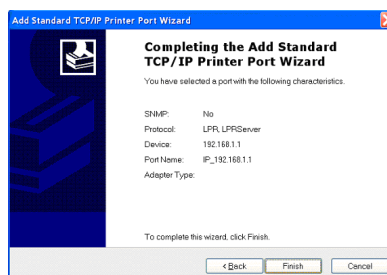 Add Standard TCP/IP Printer Port Wizard
Completing the Add Standard
TCP/IP Printer Port Wizard
You have selected a port with the following characteristics.
SNMP: No
Protocol: LPR, LPRServer
Device: 192.168.1.1
Port Name: IP_192.168.1.1
Adapter Type:
To complete this wizard, click Finish.
< Back Finish Cancel